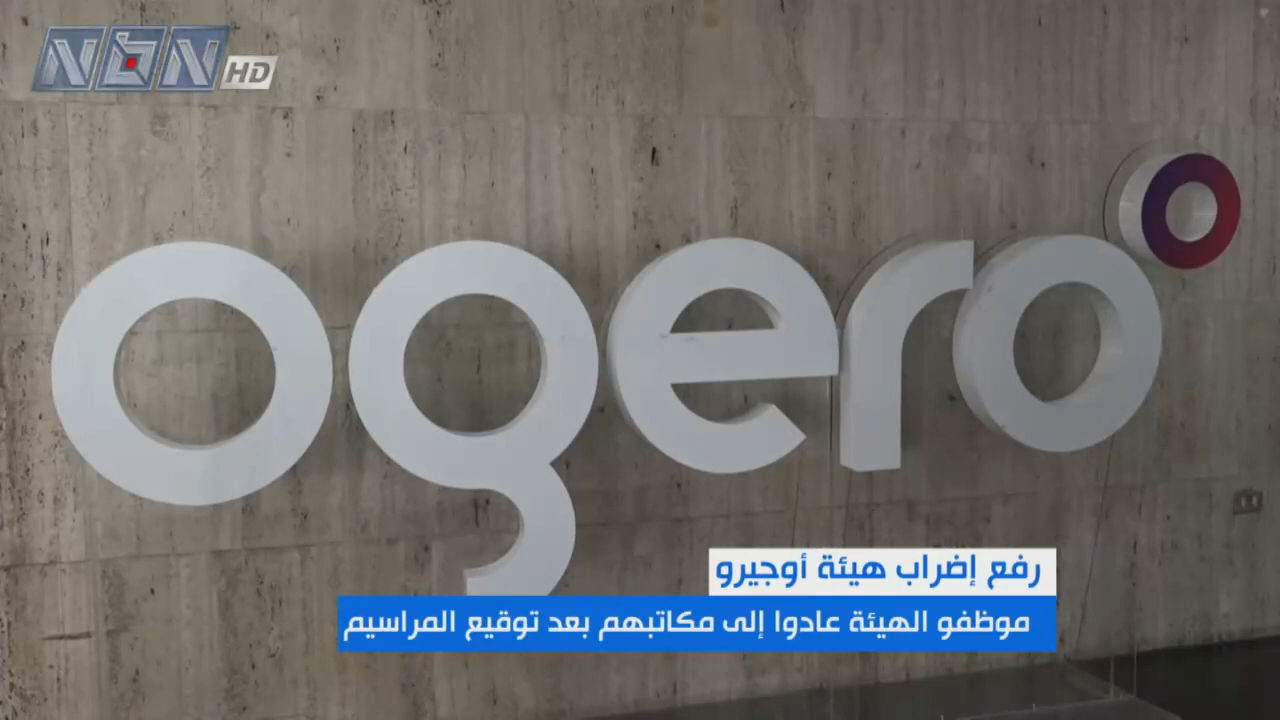 NBN HD
ogero
رفع إضراب هيئة أوجيرو
موظفو الهيئة عادوا إلى مكاتبهم بعد توقيع المراسيم